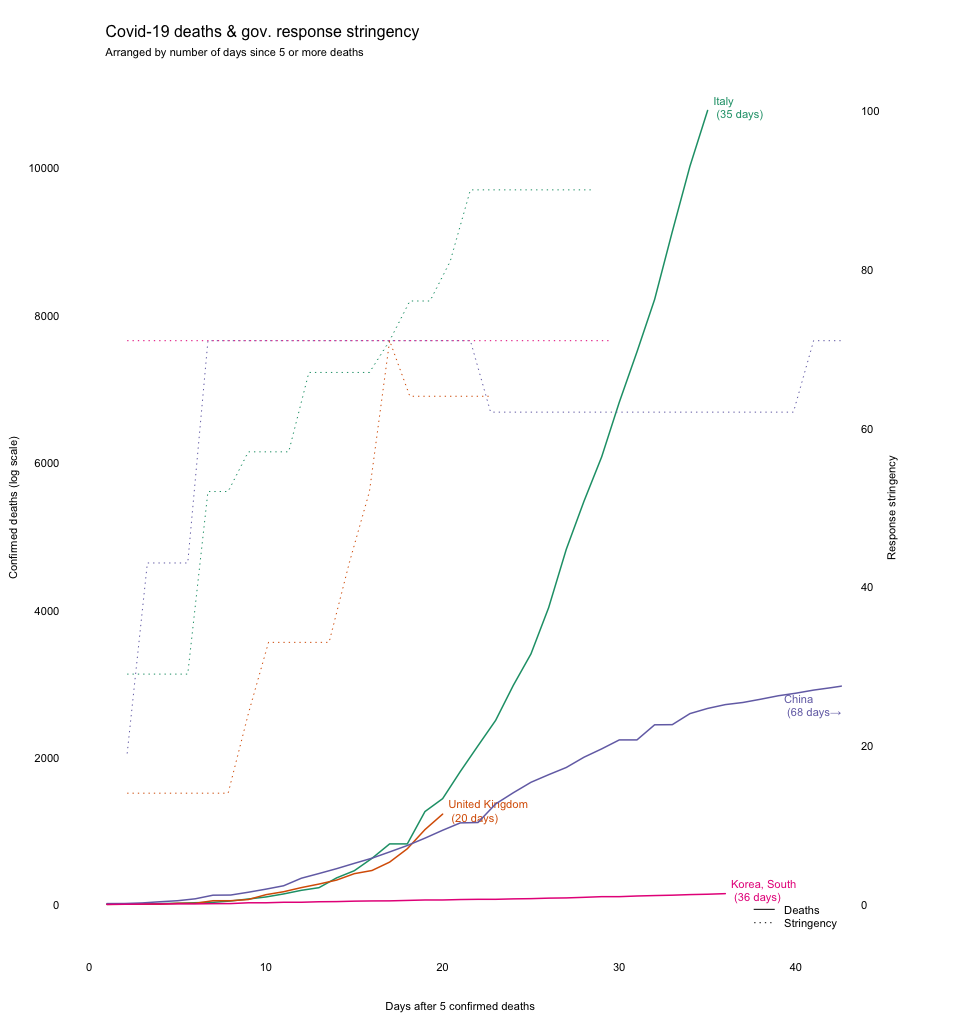 Covid-19 deaths & gov. response stringency
Arranged by number of days since 5 or more deaths
Italy
(35 days)
100
10000
80
8000
60
6000
Confirmed deaths (log scale)
Response stringency
40
4000
China
(68 days→
20
2000
United Kingdom
(20 days)
Korea, South
(36 days)
0
0
Deaths
Stringency
0
10
20
30
40
Days after 5 confirmed deaths